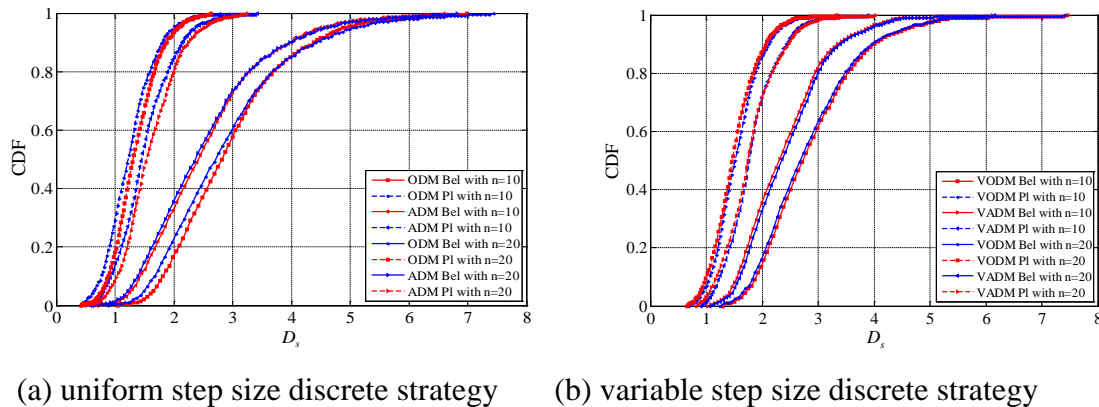 1
0.8
0.6
0.4
0.2
0
CDF
0 1 2 3 4 5 6 7 8
D_s
ODM Bel with n=10
ODM Pl with n=10
ADM Bel with n=10
ADM Pl with n=10
ODM Bel with n=20
ODM Pl with n=20
ADM Bel with n=20
ADM Pl with n=20
1
0.8
0.6
0.4
0.2
0
CDF
0 1 2 3 4 5 6 7 8
D_s
VODM Bel with n=10
VODM Pl with n=10
VADM Bel with n=10
VADM Pl with n=10
VODM Bel with n=20
VODM Pl with n=20
VADM Bel with n=20
VADM Pl with n=20
(a) uniform step size discrete strategy
(b) variable step size discrete strategy